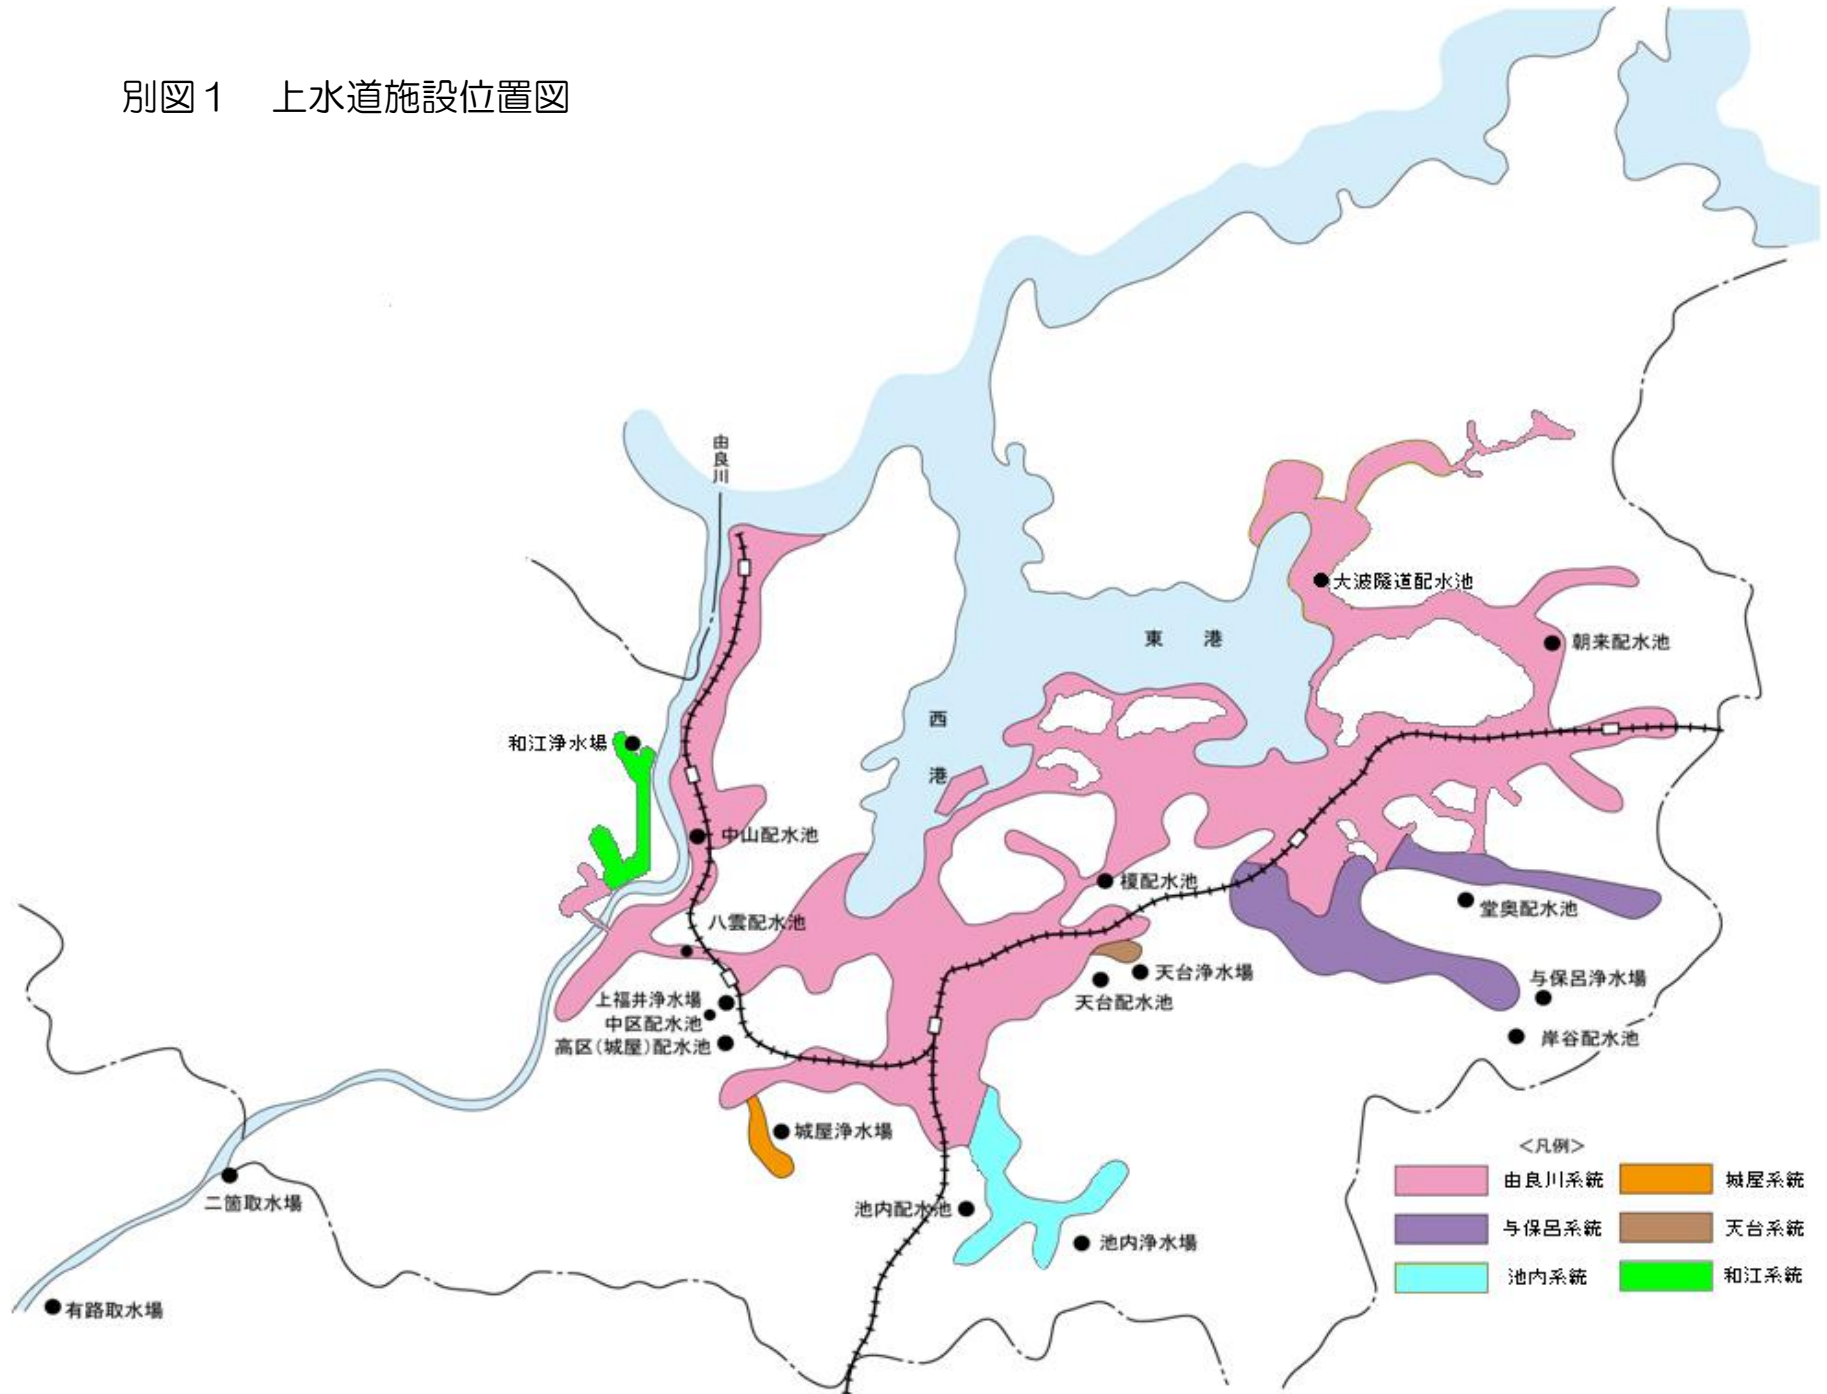 別図１　上水道施設位置図
由良川
大波隧道配水池
東　港
朝来配水池
西港
和江浄水場
中山配水池
榎配水池
堂奥配水池
八雲配水池
天台浄水場
与保呂浄水場
上福井浄水場
天台配水池
中区配水池
岸谷配水池
高区（城屋）配水池
城屋浄水場
＜凡例＞
由良川系統
城屋系統
二箇取水場
池内配水池
与保呂系統
天台系統
池内浄水場
池内系統
和江系統
有路取水場